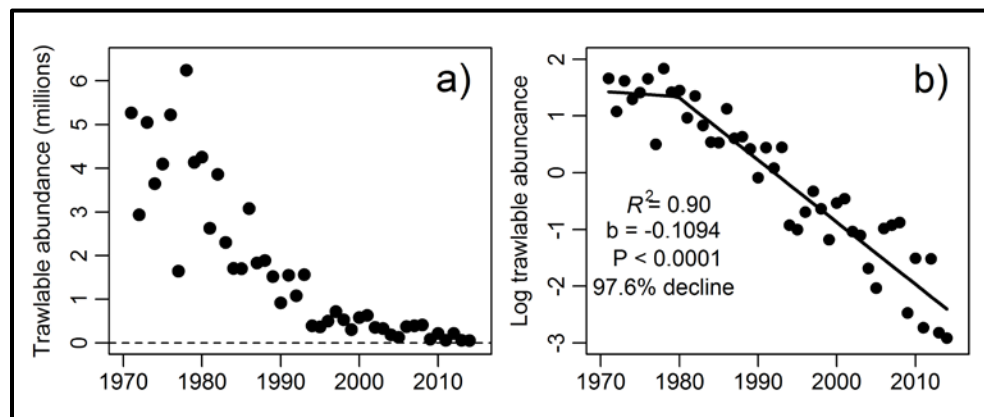 a)
Trawlable abundance (millions)
6
5
4
3
2
1
0
1970 1980 1990 2000 2010
b)
Log trawlable abuncance
2
1
0
-1
-2
-3
R²= 0.90
b = -0.1094
P < 0.0001
97.6% decline
1970 1980 1990 2000 2010